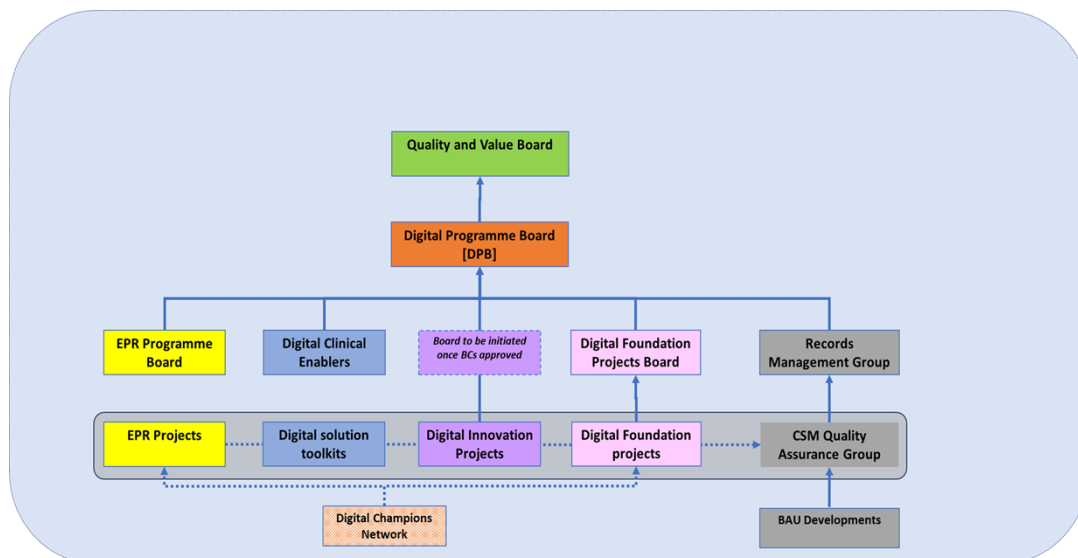 Quality and Value Board
Digital Programme Board
[DPB]
EPR Programme
Board
Digital Clinical
Enablers
Board to be initiated
once BCs approved
Digital Foundation
Projects Board
Records
Management Group
EPR Projects
Digital solution
toolkits
Digital Innovation
Projects
Digital Foundation
projects
CSM Quality
Assurance Group
Digital Champions
Network
BAU Developments